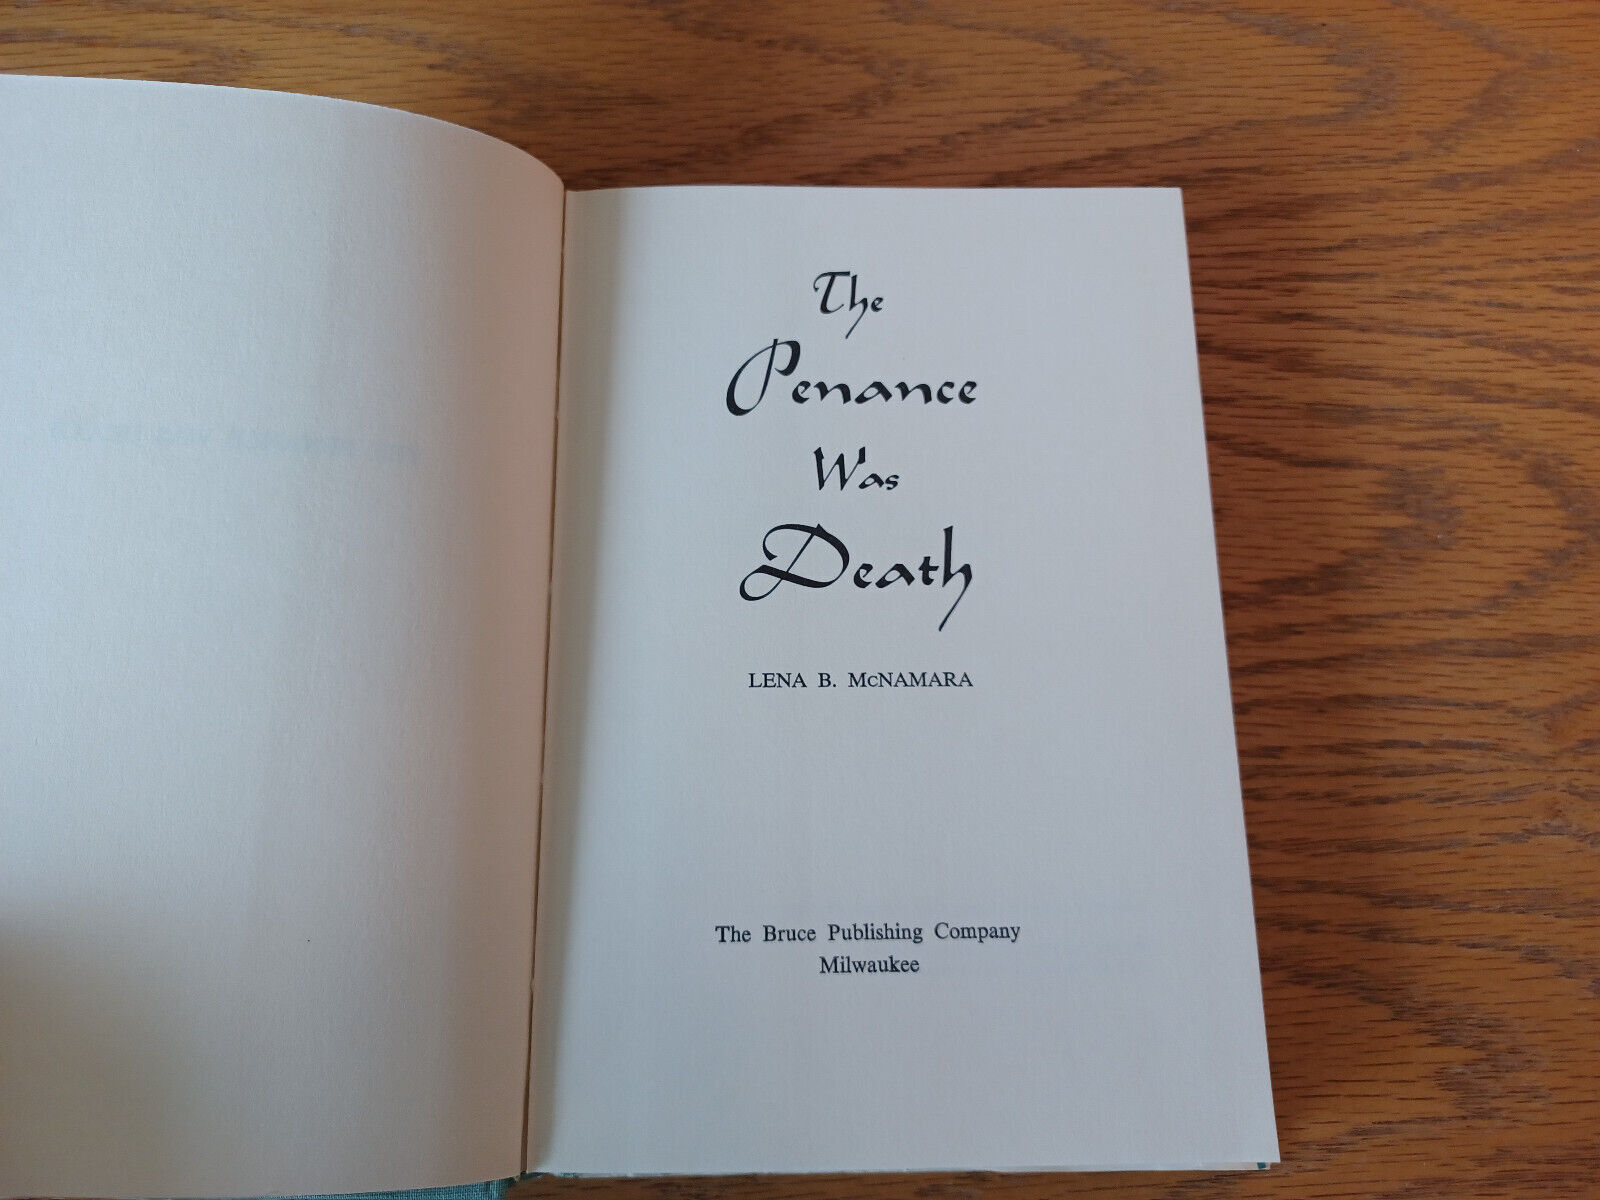 The
Penance
Was
Death
LENA B. McNAMARA
The Bruce Publishing Company
Milwaukee